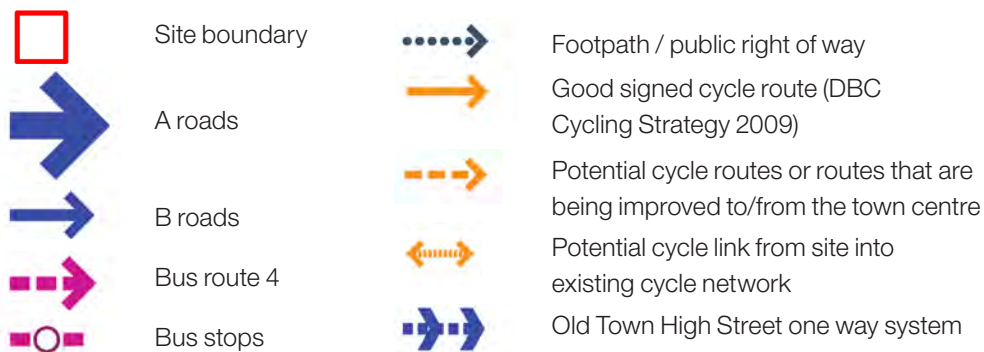 Site boundary
A roads
B roads
Bus route 4
Bus stops
Footpath / public right of way
Good signed cycle route (DBC
Cycling Strategy 2009)
Potential cycle routes or routes that are
being improved to/from the town centre
Potential cycle link from site into
existing cycle network
Old Town High Street one way system